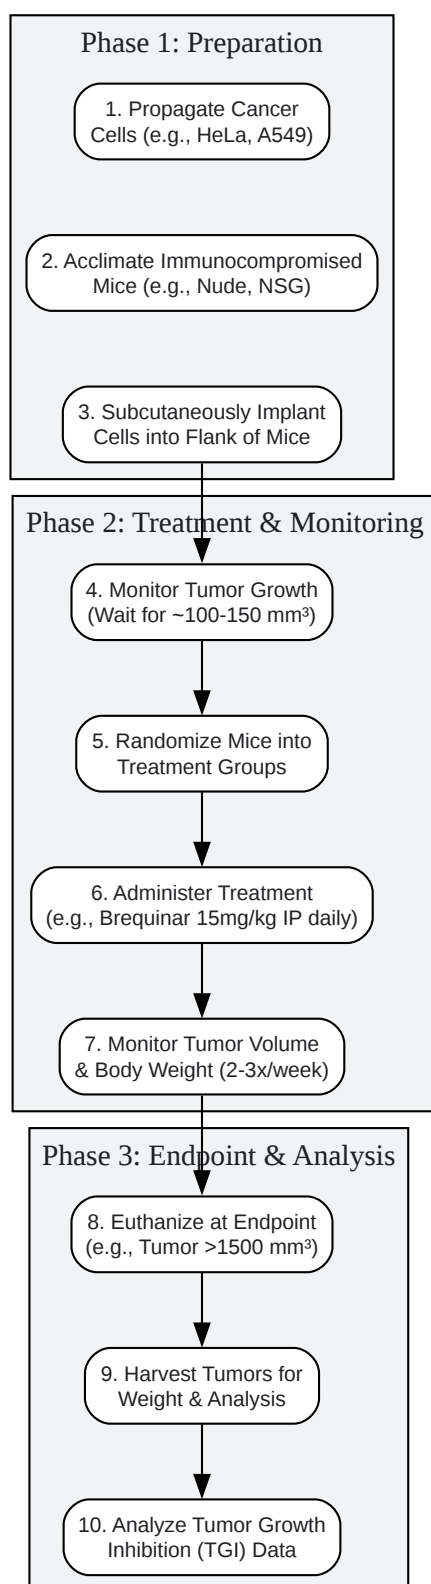 Phase 1: Preparation
1. Propagate Cancer
Cells (e.g., HeLa, A549)
2. Acclimate Immunocompromised
Mice (e.g., Nude, NSG)
3. Subcutaneously Implant
Cells into Flank of Mice
Phase 2: Treatment & Monitoring
4. Monitor Tumor Growth
(Wait for ~100-150 mm³)
5. Randomize Mice into
Treatment Groups
6. Administer Treatment
(e.g., Brequinar 15mg/kg IP daily)
7. Monitor Tumor Volume
& Body Weight (2-3x/week)
Phase 3: Endpoint & Analysis
8. Euthanize at Endpoint
(e.g., Tumor >1500 mm³)
9. Harvest Tumors for
Weight & Analysis
10. Analyze Tumor Growth
Inhibition (TGI) Data